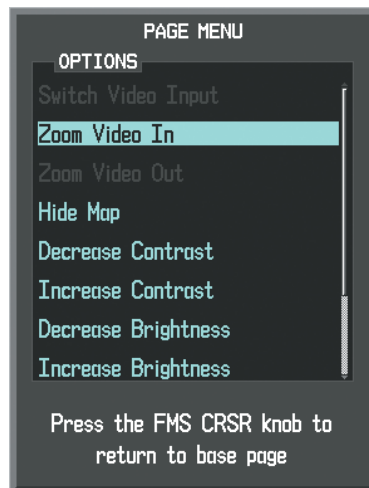 PAGE MENU
OPTIONS
Switch Video Input
Zoom Video In
Zoom Video Out
Hide Map
Decrease Contrast
Increase Contrast
Decrease Brightness
Increase Brightness
Press the FMS CRSR knob to
return to base page